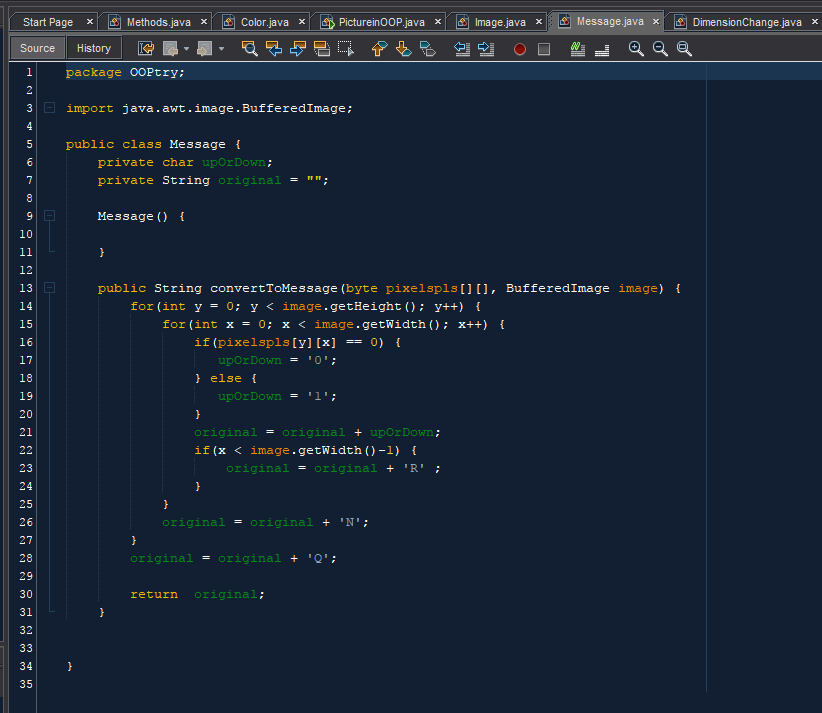 Start Page × Methods.java × Color.java × PictureinOOP.java × Image.java × Message.java × DimensionChange.java ×
Source History
1 package OOPtry;
2
3 import java.awt.image.BufferedImage;
4
5 public class Message {
6 private char upOrDown;
7 private String original = "";
8
9 Message() {
10
11 }
12
13 public String convertToMessage(byte pixelspls[][], BufferedImage image) {
14 for(int y = 0; y < image.getHeight(); y++) {
15 for(int x = 0; x < image.getWidth(); x++) {
16 if(pixelspls[y][x] == 0) {
17 upOrDown = '0';
18 } else {
19 upOrDown = '1';
20 }
21 original = original + upOrDown;
22 if(x < image.getWidth()-1) {
23 original = original + 'R' ;
24 }
25 }
26 original = original + 'N';
27 }
28 original = original + 'Q';
29
30 return original;
31 }
32
33
34 }
35